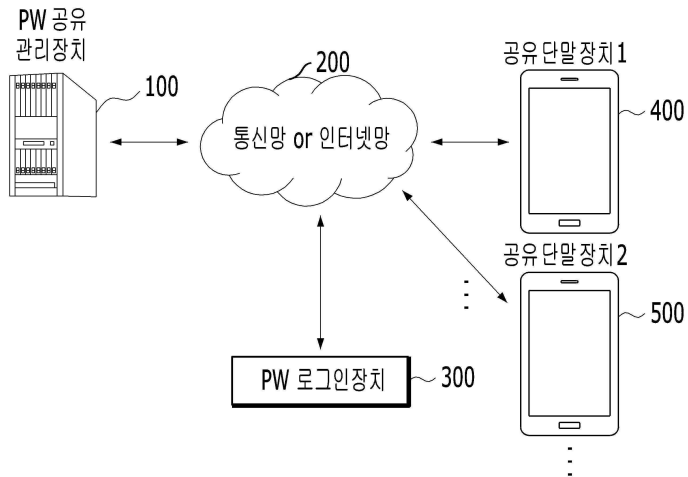 PW 공유
관리장치
100
200
통신망 or 인터넷망
공유 단말 장치 1
400
공유 단말 장치 2
500
PW 로그인장치
300